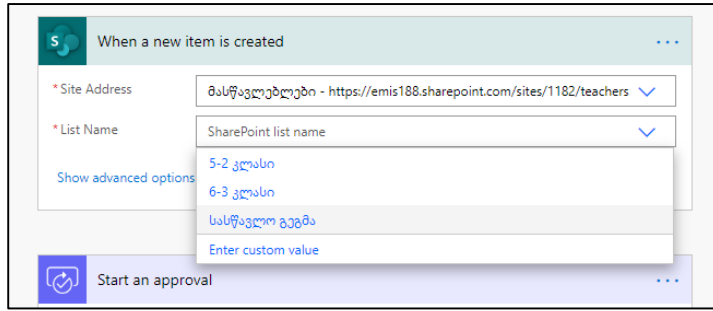 When a new item is created
* Site Address
მასწავლებლები - https://emis188.sharepoint.com/sites/1182/teachers
* List Name
SharePoint list name
5-2 კლასი
6-3 კლასი
სასწავლო გეგმა
Enter custom value
Show advanced options
Start an approval